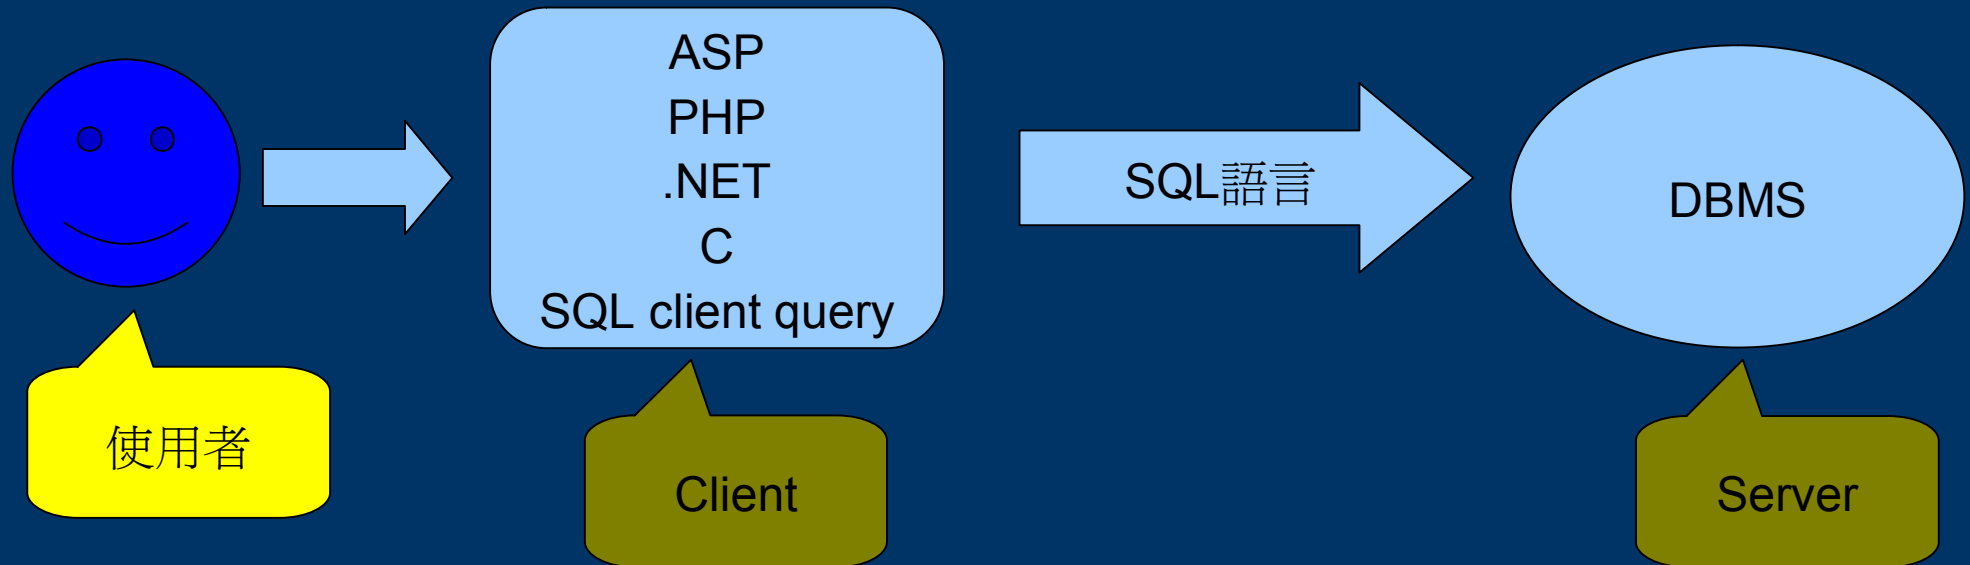 ASP
PHP
.NET
C
SQL client query
SQL語言
DBMS
使用者
Client
Server